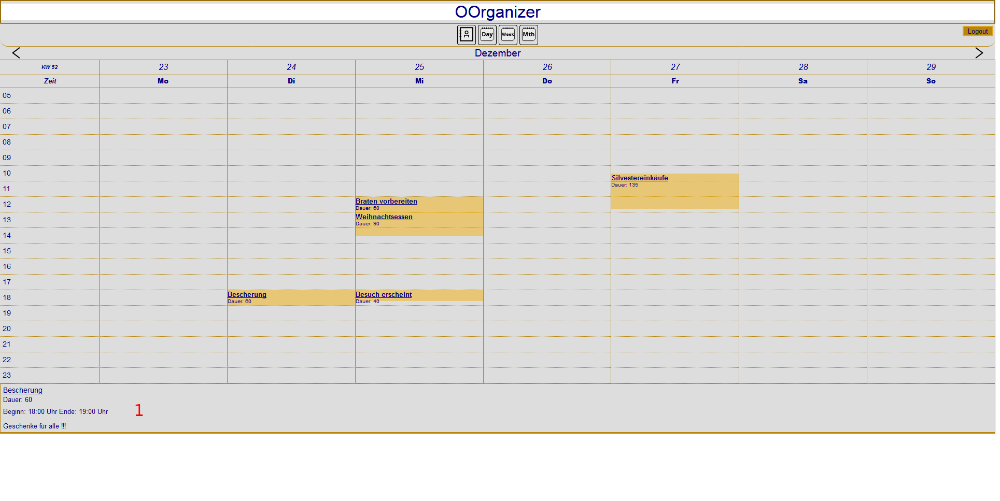 OOrganizer
Day Week Mth
Logout
Dezember
KW 52 23 24 25 26 27 28 29
Zeit Mo Di Mi Do Fr Sa So
05
06
07
08
09
10
Silvestereinkäufe
Dauer: 135
11
12
Braten vorbereiten
Dauer: 60
13
Weihnachtsessen
Dauer: 90
14
15
16
17
18
Bescherung Besuch erscheint
Dauer: 60 Dauer: 40
19
20
21
22
23
Bescherung
Dauer: 60
Beginn: 18:00 Uhr Ende: 19:00 Uhr 1
Geschenke für alle !!!